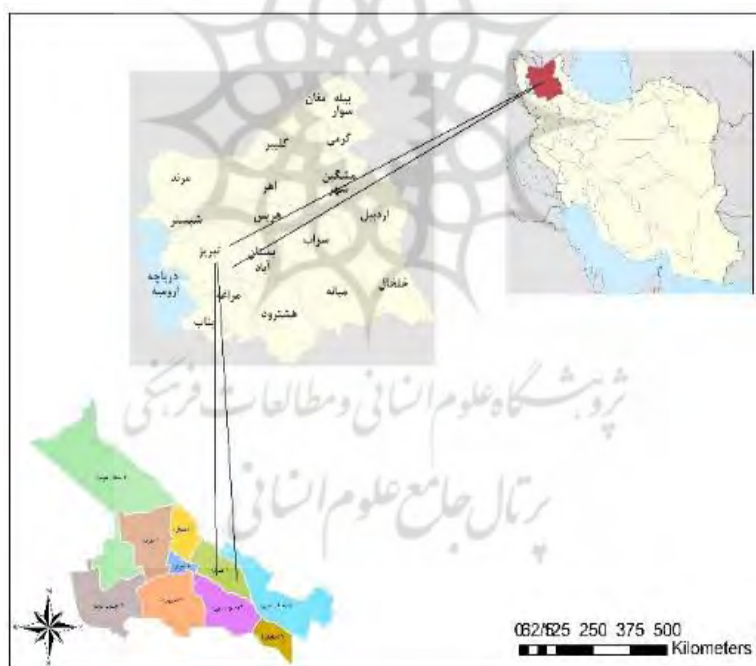 بیله سوار
مغان
گرمی
کلیبر
مشگین شهر
مرند
اهر
اردبیل
هریس
شبستر
سراب
تبریز
بستان آباد
دریاچه ارومیه
خلخال
میانه
مراغه
هشترود
بناب
پژوهشگاه علوم انسانی و مطالعات فرهنگی
پرتال جامع علوم انسانی
N
0 62/5 125 250 375 500
Kilometers